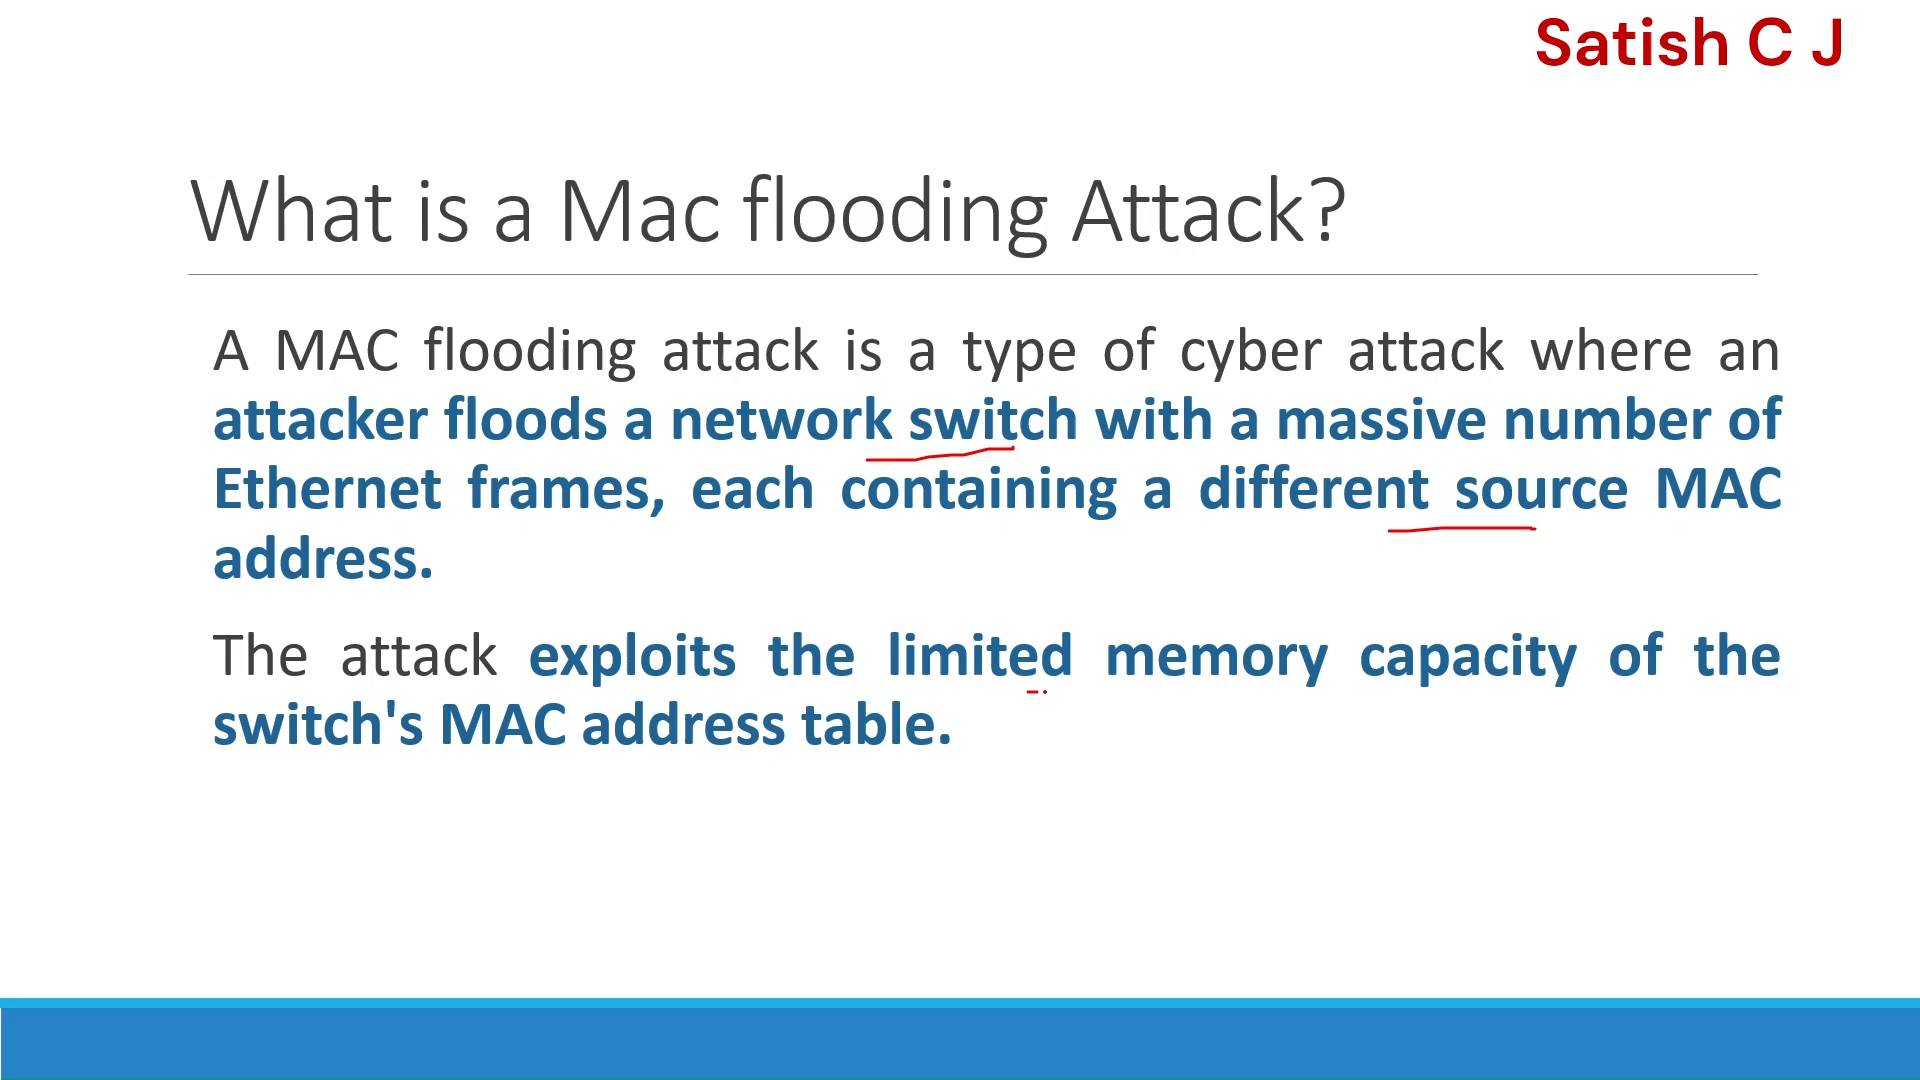 Satish C J
What is a Mac flooding Attack?
A MAC flooding attack is a type of cyber attack where an
attacker floods a network switch with a massive number of
Ethernet frames, each containing a different source MAC
address.
The attack exploits the limited memory capacity of the
switch's MAC address table.